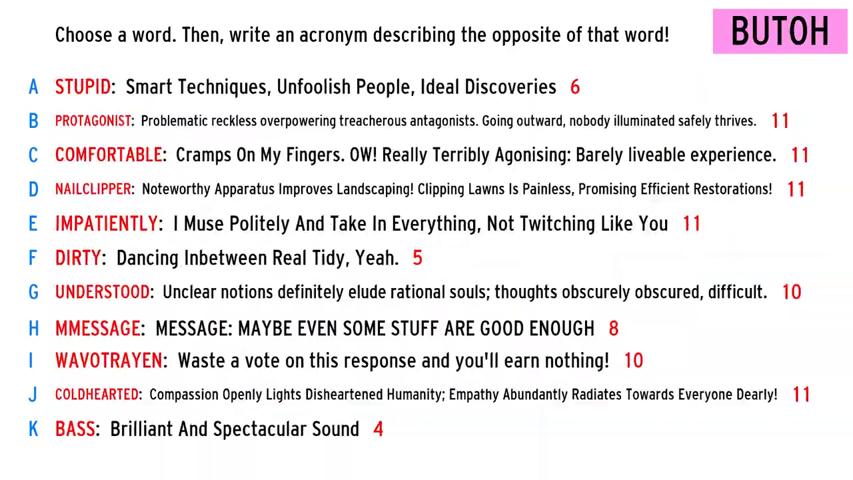 Choose a word. Then, write an acronym describing the opposite of that word!
BUTOH
A STUPID: Smart Techniques, Unfoolish People, Ideal Discoveries 6
B PROTAGONIST: Problematic reckless overpowering treacherous antagonists. Going outward, nobody illuminated safely thrives. 11
C COMFORTABLE: Cramps On My Fingers. OW! Really Terribly Agonising: Barely liveable experience. 11
D NAILCLIPPER: Noteworthy Apparatus Improves Landscaping! Clipping Lawns Is Painless, Promising Efficient Restorations! 11
E IMPATIENTLY: I Muse Politely And Take In Everything, Not Twitching Like You 11
F DIRTY: Dancing Inbetween Real Tidy, Yeah. 5
G UNDERSTOOD: Unclear notions definitely elude rational souls; thoughts obscurely obscured, difficult. 10
H MMESSAGE: MESSAGE: MAYBE EVEN SOME STUFF ARE GOOD ENOUGH 8
I WAVOTRAYEN: Waste a vote on this response and you'll earn nothing! 10
J COLDHEARTED: Compassion Openly Lights Disheartened Humanity; Empathy Abundantly Radiates Towards Everyone Dearly! 11
K BASS: Brilliant And Spectacular Sound 4